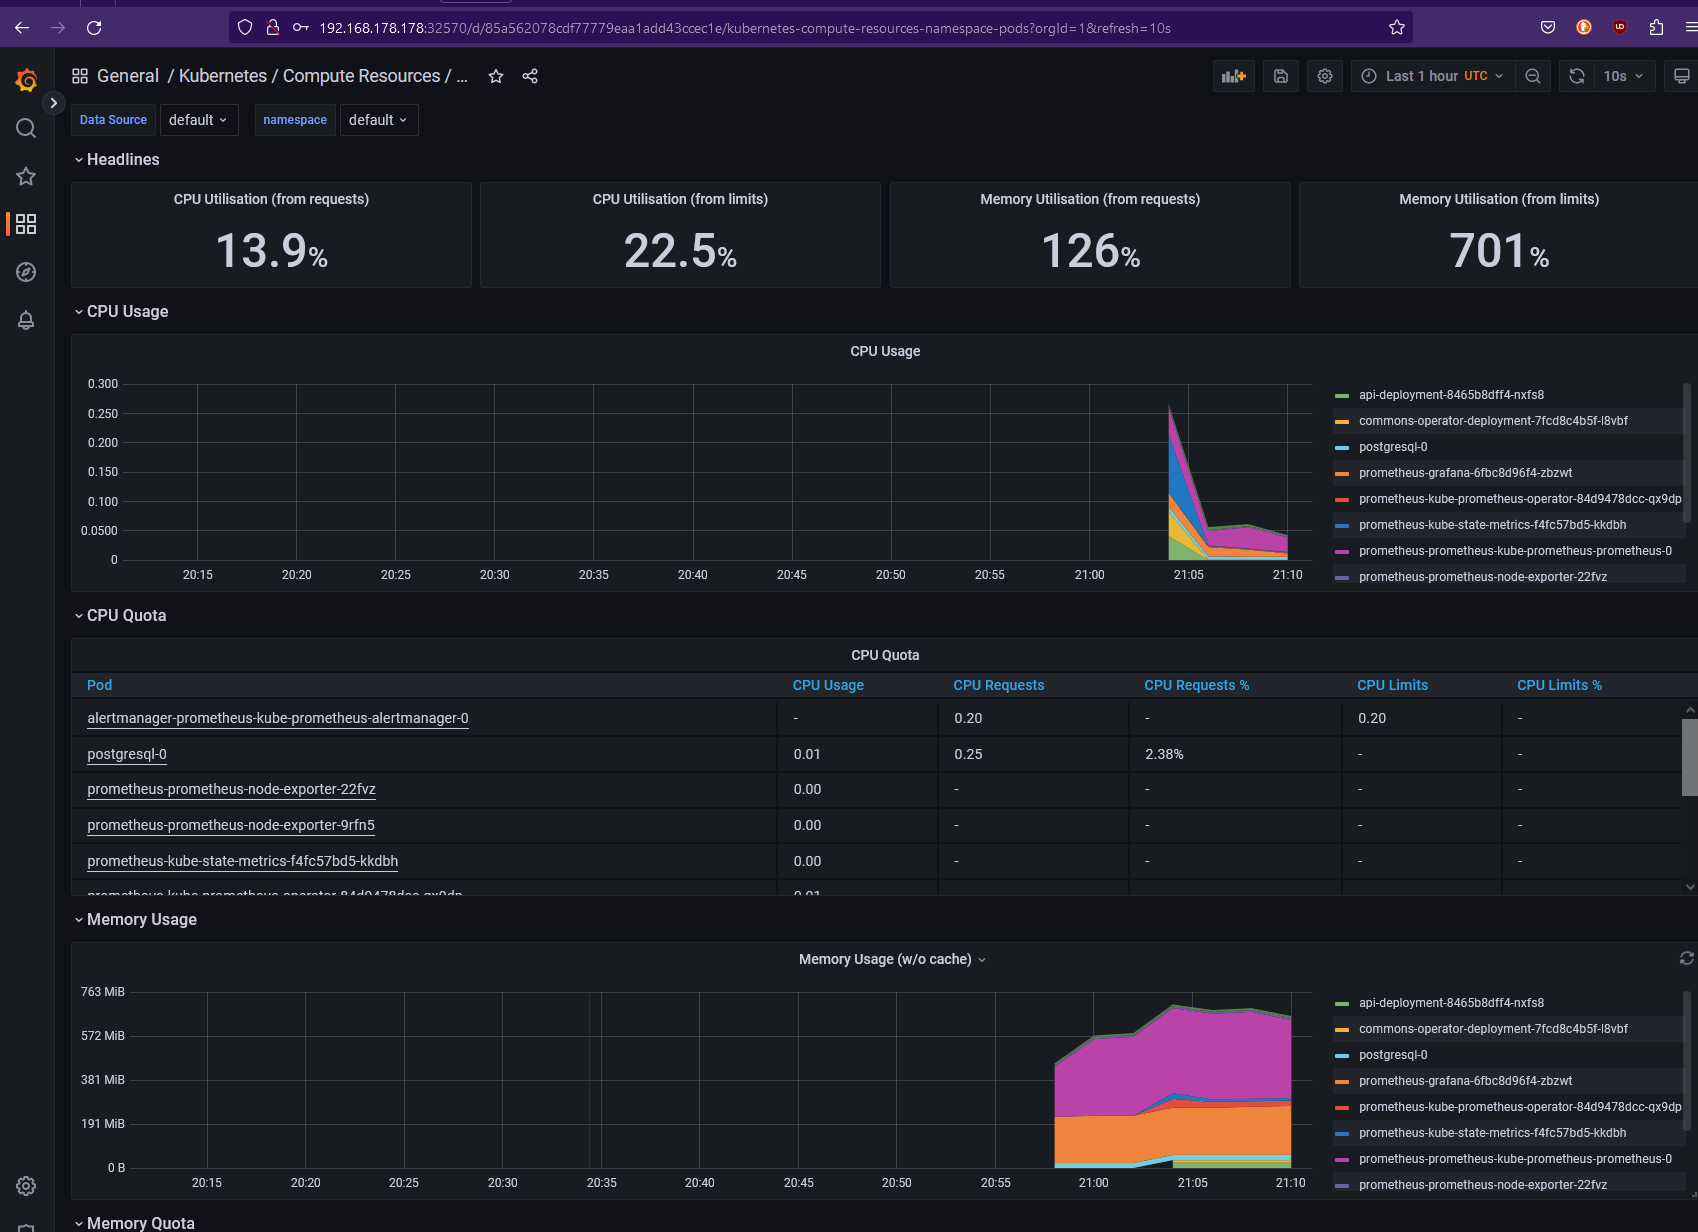 192.168.178.178:32570/d/85a562078cdf77779eaa1add43ccec1e/kubernetes-compute-resources-namespace-pods?orgId=1&refresh=10s
General / Kubernetes / Compute Resources / ...
Last 1 hour UTC
10s
Data Source default namespace default
Headlines
CPU Utilisation (from requests)
13.9%
CPU Utilisation (from limits)
22.5%
Memory Utilisation (from requests)
126%
Memory Utilisation (from limits)
701%
CPU Usage
CPU Usage
0.300
0.250
0.200
0.150
0.100
0.0500
0
20:15 20:20 20:25 20:30 20:35 20:40 20:45 20:50 20:55 21:00 21:05 21:10
api-deployment-8465b8dff4-nxfs8
commons-operator-deployment-7fcd8c4b5f-l8vbf
postgresql-0
prometheus-grafana-6fbc8d96f4-zbzwt
prometheus-kube-prometheus-operator-84d9478dcc-qx9dp
prometheus-kube-state-metrics-f4fc57bd5-kkdbh
prometheus-prometheus-kube-prometheus-prometheus-0
prometheus-prometheus-node-exporter-22fvz
CPU Quota
CPU Quota
Pod CPU Usage CPU Requests CPU Requests % CPU Limits CPU Limits %
alertmanager-prometheus-kube-prometheus-alertmanager-0 - 0.20 - 0.20 -
postgresql-0 0.01 0.25 2.38% - -
prometheus-prometheus-node-exporter-22fvz 0.00 - - - -
prometheus-prometheus-node-exporter-9rfn5 0.00 - - - -
prometheus-kube-state-metrics-f4fc57bd5-kkdbh 0.00 - - - -
prometheus-kube-prometheus-operator-84d9478dcc-qx9dp 0.01
Memory Usage
Memory Usage (w/o cache)
763 MiB
572 MiB
381 MiB
191 MiB
0 B
20:15 20:20 20:25 20:30 20:35 20:40 20:45 20:50 20:55 21:00 21:05 21:10
api-deployment-8465b8dff4-nxfs8
commons-operator-deployment-7fcd8c4b5f-l8vbf
postgresql-0
prometheus-grafana-6fbc8d96f4-zbzwt
prometheus-kube-prometheus-operator-84d9478dcc-qx9dp
prometheus-kube-state-metrics-f4fc57bd5-kkdbh
prometheus-prometheus-kube-prometheus-prometheus-0
prometheus-prometheus-node-exporter-22fvz
Memory Quota